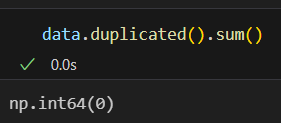 data.duplicated().sum()
0.0s
np.int64(0)